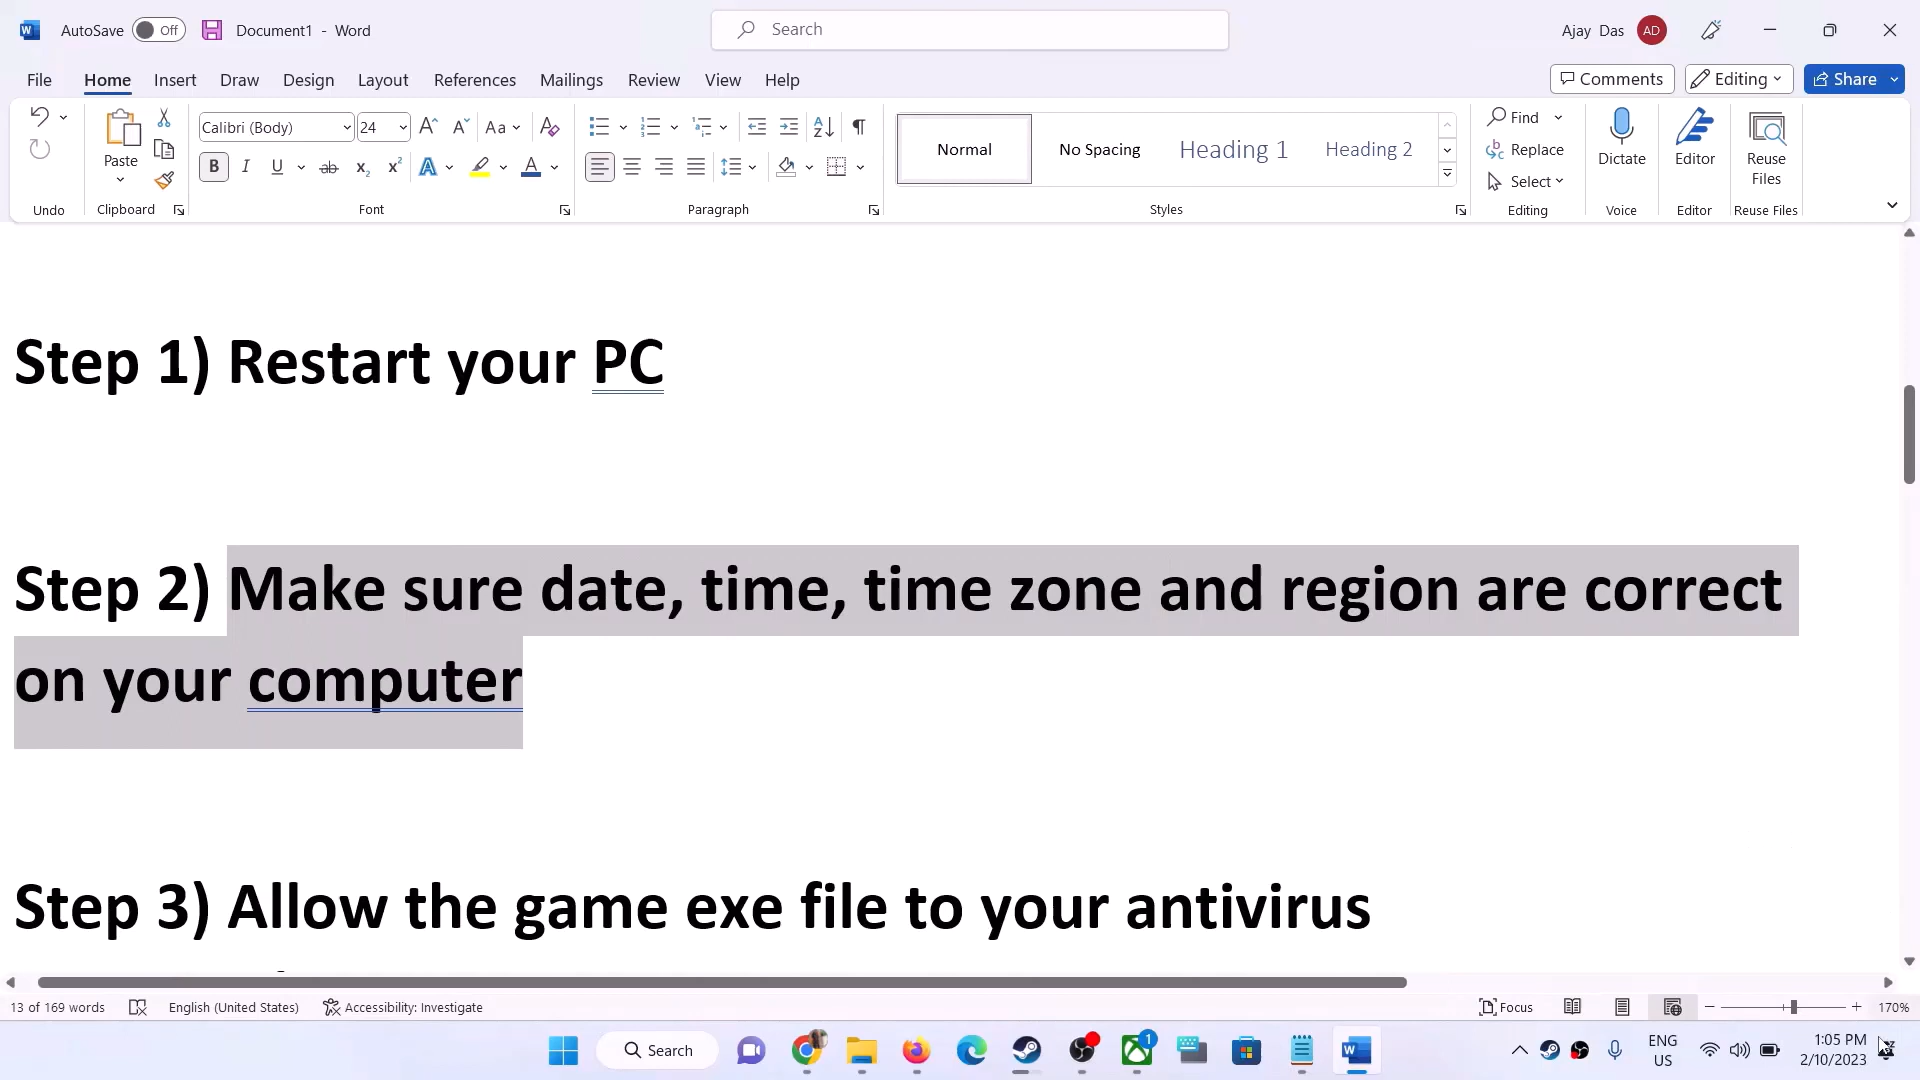 AutoSave Off Document1 - Word Search Ajay Das AD
File Home Insert Draw Design Layout References Mailings Review View Help Comments Editing Share
Paste Calibri (Body) 24 Aa Normal No Spacing Heading 1 Heading 2 Find Replace Select Dictate Editor Reuse Files
Undo Clipboard Font Paragraph Styles Editing Voice Editor Reuse Files
Step 1) Restart your PC
Step 2) Make sure date, time, time zone and region are correct
on your computer
Step 3) Allow the game exe file to your antivirus
13 of 169 words English (United States) Accessibility: Investigate Focus 170%
Search ENG US 1:05 PM 2/10/2023